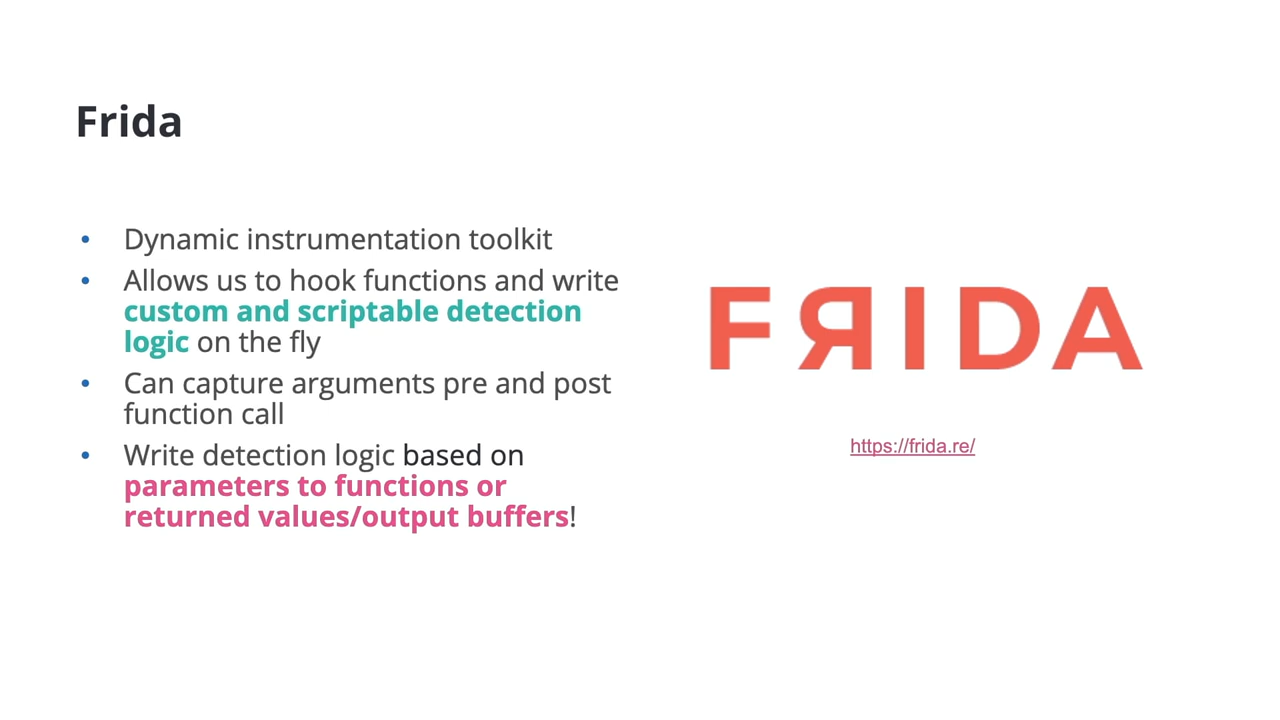 Frida
• Dynamic instrumentation toolkit
• Allows us to hook functions and write
custom and scriptable detection
logic on the fly
• Can capture arguments pre and post
function call
• Write detection logic based on
parameters to functions or
returned values/output buffers!
FЯIDA
https://frida.re/